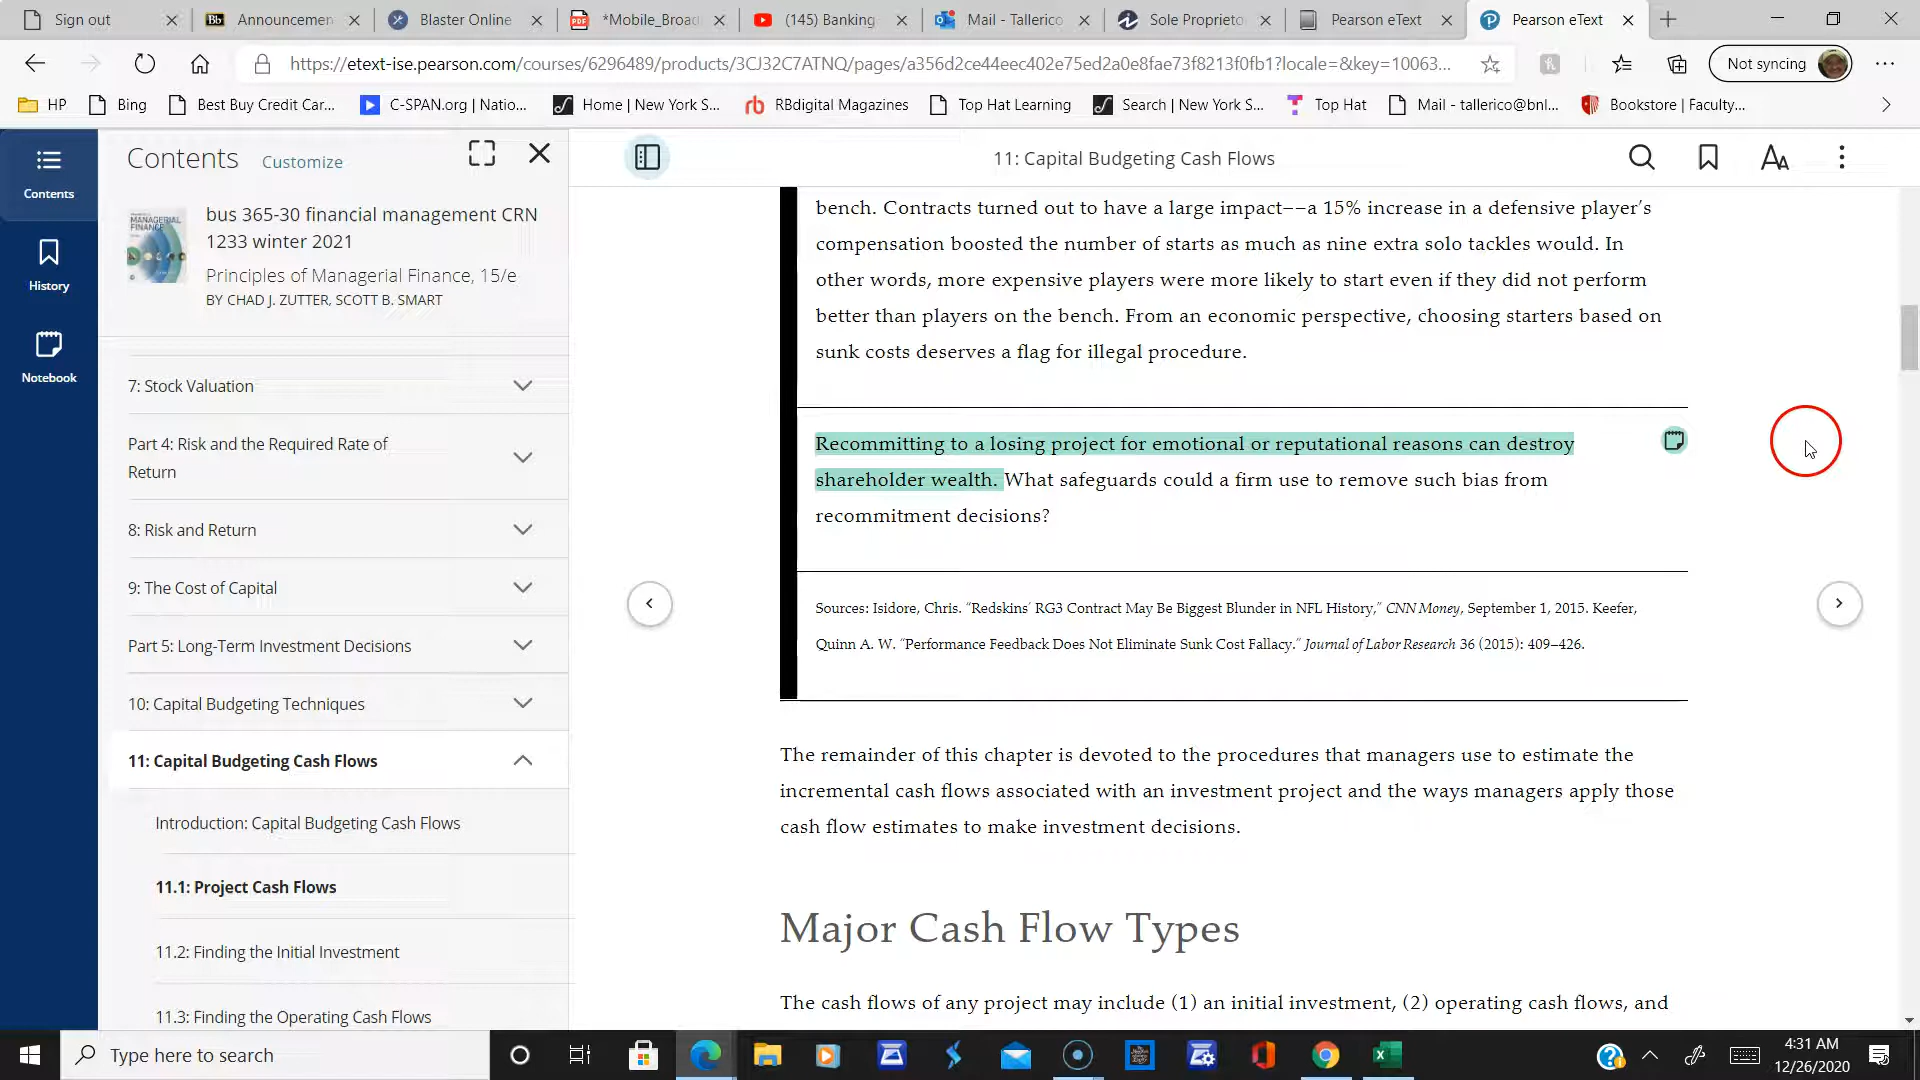 Sign out
Bb Announcemen
Blaster Online
*Mobile_Broad
(145) Banking
Mail - Tallerico
Sole Proprieto
Pearson eText
Pearson eText
https://etext-ise.pearson.com/courses/6296489/products/3CJ32C7ATNQ/pages/a356d2ce44eec402e75ed2a0e8fae73f8213f0fb1?locale=&key=10063...
Not syncing
HP
Bing
Best Buy Credit Car...
C-SPAN.org | Natio...
Home | New York S...
RBdigital Magazines
Top Hat Learning
Search | New York S...
Top Hat
Mail - tallerico@bnl...
Bookstore | Faculty...
Contents
History
Notebook
Contents Customize
bus 365-30 financial management CRN
1233 winter 2021
Principles of Managerial Finance, 15/e
BY CHAD J. ZUTTER, SCOTT B. SMART
7: Stock Valuation
Part 4: Risk and the Required Rate of
Return
8: Risk and Return
9: The Cost of Capital
Part 5: Long-Term Investment Decisions
10: Capital Budgeting Techniques
11: Capital Budgeting Cash Flows
Introduction: Capital Budgeting Cash Flows
11.1: Project Cash Flows
11.2: Finding the Initial Investment
11.3: Finding the Operating Cash Flows
11: Capital Budgeting Cash Flows
bench. Contracts turned out to have a large impact––a 15% increase in a defensive player’s
compensation boosted the number of starts as much as nine extra solo tackles would. In
other words, more expensive players were more likely to start even if they did not perform
better than players on the bench. From an economic perspective, choosing starters based on
sunk costs deserves a flag for illegal procedure.
Recommitting to a losing project for emotional or reputational reasons can destroy
shareholder wealth. What safeguards could a firm use to remove such bias from
recommitment decisions?
Sources: Isidore, Chris. “Redskins’ RG3 Contract May Be Biggest Blunder in NFL History,” CNN Money, September 1, 2015. Keefer,
Quinn A. W. “Performance Feedback Does Not Eliminate Sunk Cost Fallacy.” Journal of Labor Research 36 (2015): 409–426.
The remainder of this chapter is devoted to the procedures that managers use to estimate the
incremental cash flows associated with an investment project and the ways managers apply those
cash flow estimates to make investment decisions.
Major Cash Flow Types
The cash flows of any project may include (1) an initial investment, (2) operating cash flows, and
Type here to search
4:31 AM
12/26/2020